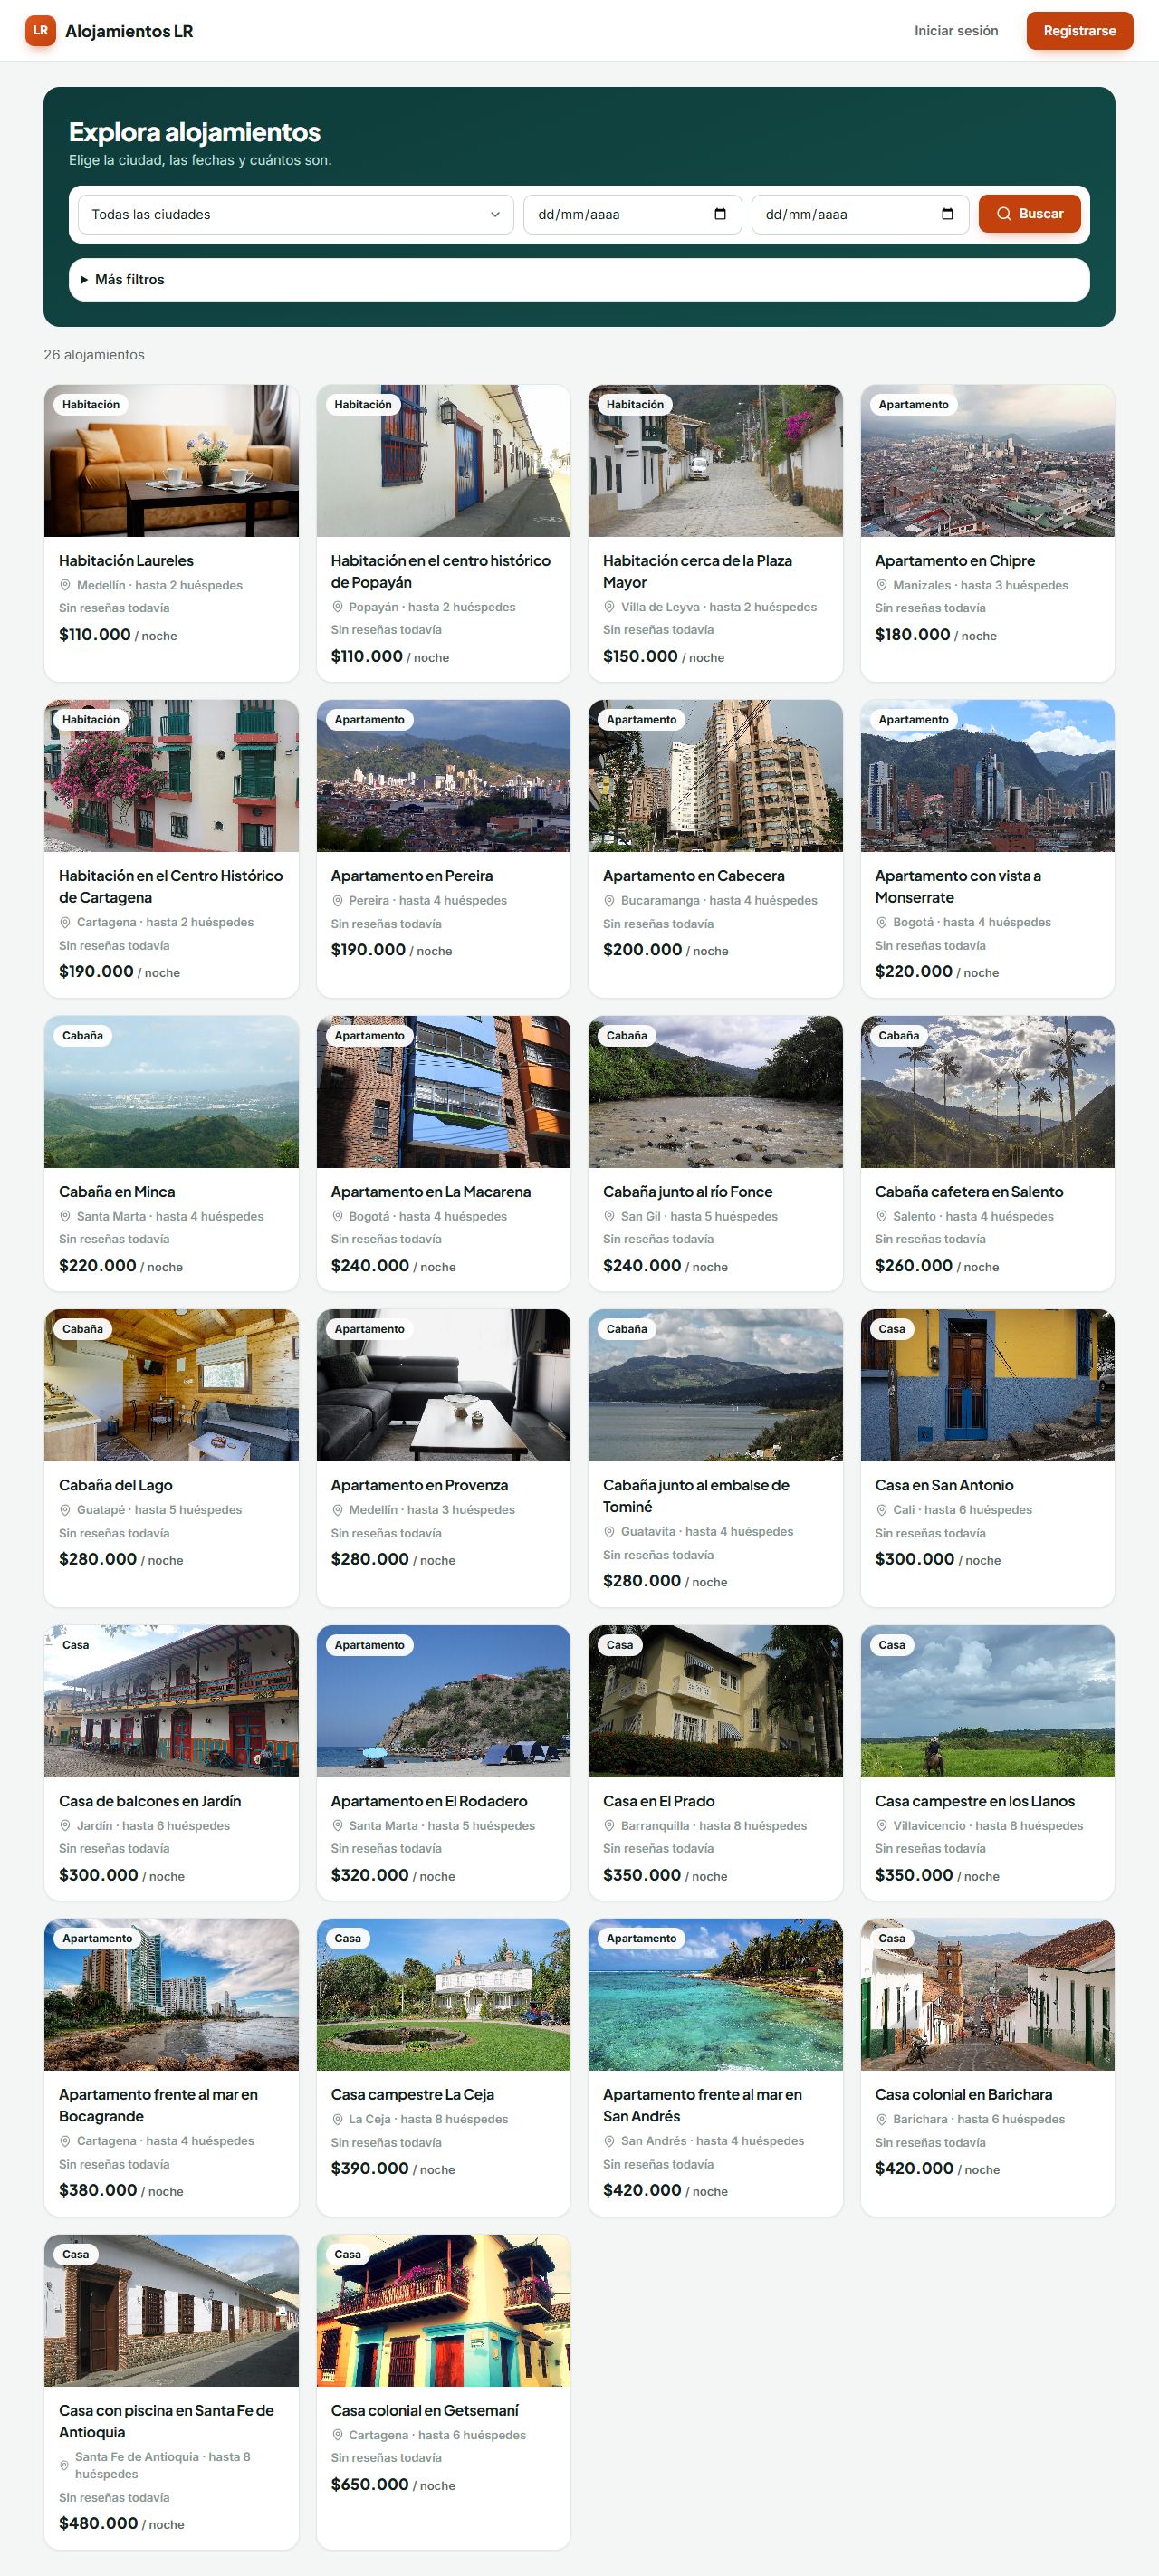 LR
Alojamientos LR
Iniciar sesión
Registrarse
Explora alojamientos
Elige la ciudad, las fechas y cuántos son.
Todas las ciudades
dd/mm/aaaa
dd/mm/aaaa
Buscar
Más filtros
26 alojamientos
Habitación
Habitación Laureles
Medellín · hasta 2 huéspedes
Sin reseñas todavía
$110.000 / noche
Habitación
Habitación en el centro histórico
de Popayán
Popayán · hasta 2 huéspedes
Sin reseñas todavía
$110.000 / noche
Habitación
Habitación cerca de la Plaza
Mayor
Villa de Leyva · hasta 2 huéspedes
Sin reseñas todavía
$150.000 / noche
Apartamento
Apartamento en Chipre
Manizales · hasta 3 huéspedes
Sin reseñas todavía
$180.000 / noche
Habitación
Habitación en el Centro Histórico
de Cartagena
Cartagena · hasta 2 huéspedes
Sin reseñas todavía
$190.000 / noche
Apartamento
Apartamento en Pereira
Pereira · hasta 4 huéspedes
Sin reseñas todavía
$190.000 / noche
Apartamento
Apartamento en Cabecera
Bucaramanga · hasta 4 huéspedes
Sin reseñas todavía
$200.000 / noche
Apartamento
Apartamento con vista a
Monserrate
Bogotá · hasta 4 huéspedes
Sin reseñas todavía
$220.000 / noche
Cabaña
Cabaña en Minca
Santa Marta · hasta 4 huéspedes
Sin reseñas todavía
$220.000 / noche
Apartamento
Apartamento en La Macarena
Bogotá · hasta 4 huéspedes
Sin reseñas todavía
$240.000 / noche
Cabaña
Cabaña junto al río Fonce
San Gil · hasta 5 huéspedes
Sin reseñas todavía
$240.000 / noche
Cabaña
Cabaña cafetera en Salento
Salento · hasta 4 huéspedes
Sin reseñas todavía
$260.000 / noche
Cabaña
Cabaña del Lago
Guatapé · hasta 5 huéspedes
Sin reseñas todavía
$280.000 / noche
Apartamento
Apartamento en Provenza
Medellín · hasta 3 huéspedes
Sin reseñas todavía
$280.000 / noche
Cabaña
Cabaña junto al embalse de
Tominé
Guatavita · hasta 4 huéspedes
Sin reseñas todavía
$280.000 / noche
Casa
Casa en San Antonio
Cali · hasta 6 huéspedes
Sin reseñas todavía
$300.000 / noche
Casa
Casa de balcones en Jardín
Jardín · hasta 6 huéspedes
Sin reseñas todavía
$300.000 / noche
Apartamento
Apartamento en El Rodadero
Santa Marta · hasta 5 huéspedes
Sin reseñas todavía
$320.000 / noche
Casa
Casa en El Prado
Barranquilla · hasta 8 huéspedes
Sin reseñas todavía
$350.000 / noche
Casa
Casa campestre en los Llanos
Villavicencio · hasta 8 huéspedes
Sin reseñas todavía
$350.000 / noche
Apartamento
Apartamento frente al mar en
Bocagrande
Cartagena · hasta 4 huéspedes
Sin reseñas todavía
$380.000 / noche
Casa
Casa campestre La Ceja
La Ceja · hasta 8 huéspedes
Sin reseñas todavía
$390.000 / noche
Apartamento
Apartamento frente al mar en
San Andrés
San Andrés · hasta 4 huéspedes
Sin reseñas todavía
$420.000 / noche
Casa
Casa colonial en Barichara
Barichara · hasta 6 huéspedes
Sin reseñas todavía
$420.000 / noche
Casa
Casa con piscina en Santa Fe de
Antioquia
Santa Fe de Antioquia · hasta 8
huéspedes
Sin reseñas todavía
$480.000 / noche
Casa
Casa colonial en Getsemaní
Cartagena · hasta 6 huéspedes
Sin reseñas todavía
$650.000 / noche